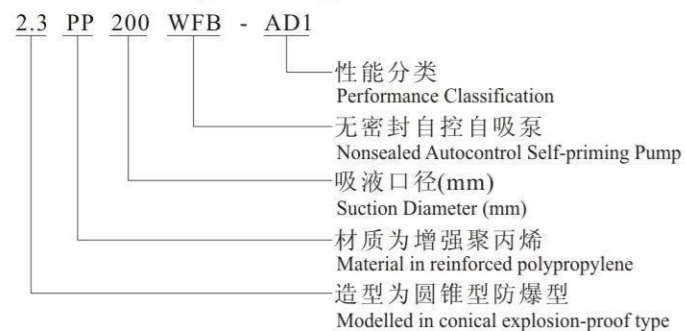 2.3 PP 200 WFB - AD1
性能分类
Performance Classification
无密封自控自吸泵
Nonsealed Autocontrol Self-priming Pump
吸液口径(mm)
Suction Diameter (mm)
材质为增强聚丙烯
Material in reinforced polypropylene
造型为圆锥型防爆型
Modelled in conical explosion-proof type